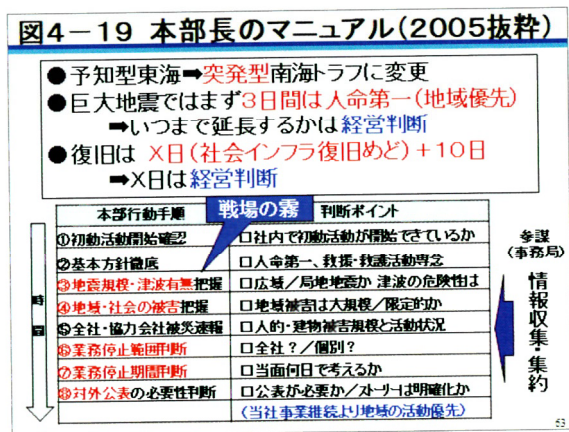 図4－19 本部長のマニュアル(2005抜粋)
●予知型東海➡突発型南海トラフに変更
●巨大地震ではまず3日間は人命第一(地域優先)
➡いつまで延長するかは経営判断
●復旧は X日(社会インフラ復旧めど)＋10日
➡X日は経営判断
戦場の霧
本部行動手順 判断ポイント
①初動活動開始確認 □社内で初動活動が開始できているか
②基本方針徹底 □人命第一、救援・救護活動専念
③地震規模・津波有無把握 □広域／局地地震か 津波の危険性は
④地域・社会の被害把握 □地域被害は大規模／限定的か
⑤全社・協力会社被災速報 □人的・建物被害規模と活動状況
⑥業務停止範囲判断 □全社？／個別？
⑦業務停止期間判断 □当面何日で考えるか
⑧対外公表の必要性判断 □公表が必要か／ストーリーは明確化か
(当社事業継続より地域の活動優先)
時間
参謀
(事務局)
情報収集・集約
53